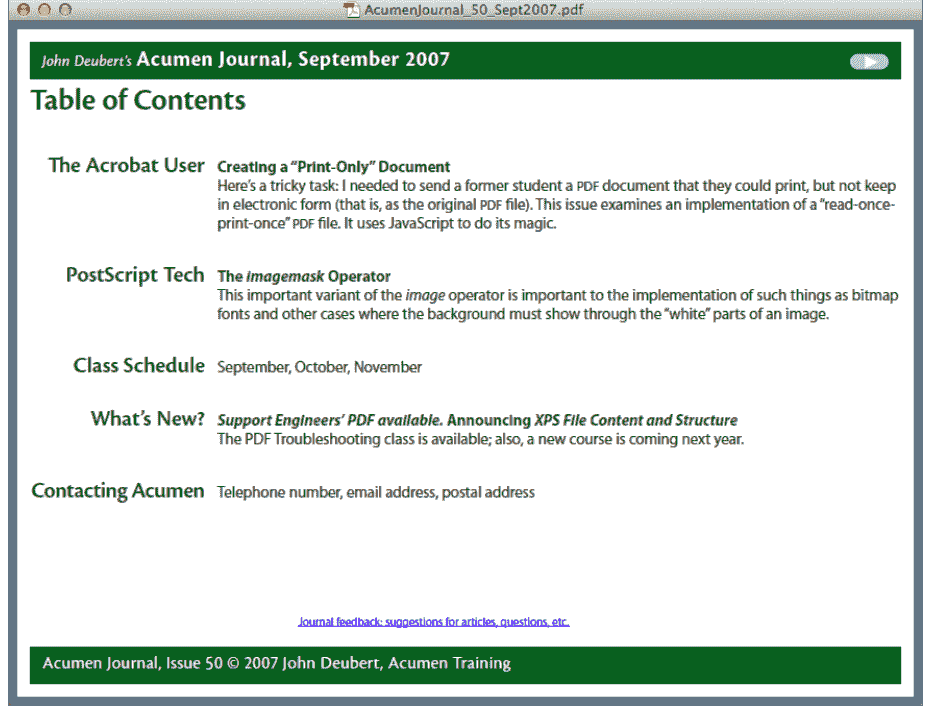 AcumenJournal_50_Sept2007.pdf
John Deubert's Acumen Journal, September 2007
Table of Contents
The Acrobat User Creating a “Print-Only” Document
Here’s a tricky task: I needed to send a former student a PDF document that they could print, but not keep
in electronic form (that is, as the original PDF file). This issue examines an implementation of a “read-once-
print-once” PDF file. It uses JavaScript to do its magic.
PostScript Tech The imagemask Operator
This important variant of the image operator is important to the implementation of such things as bitmap
fonts and other cases where the background must show through the “white” parts of an image.
Class Schedule September, October, November
What’s New? Support Engineers’ PDF available. Announcing XPS File Content and Structure
The PDF Troubleshooting class is available; also, a new course is coming next year.
Contacting Acumen Telephone number, email address, postal address
Journal feedback: suggestions for articles, questions, etc.
Acumen Journal, Issue 50 © 2007 John Deubert, Acumen Training